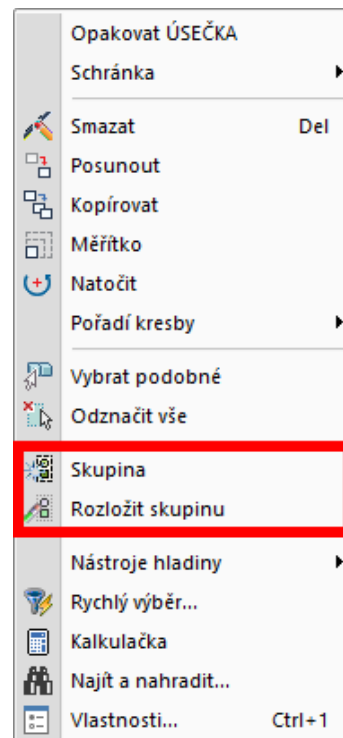 Opakovat ÚSEČKA
Schránka
Smazat Del
Posunout
Kopírovat
Měřítko
Natočit
Pořadí kresby
Vybrat podobné
Odznačit vše
Skupina
Rozložit skupinu
Nástroje hladiny
Rychlý výběr...
Kalkulačka
Najít a nahradit...
Vlastnosti... Ctrl+1